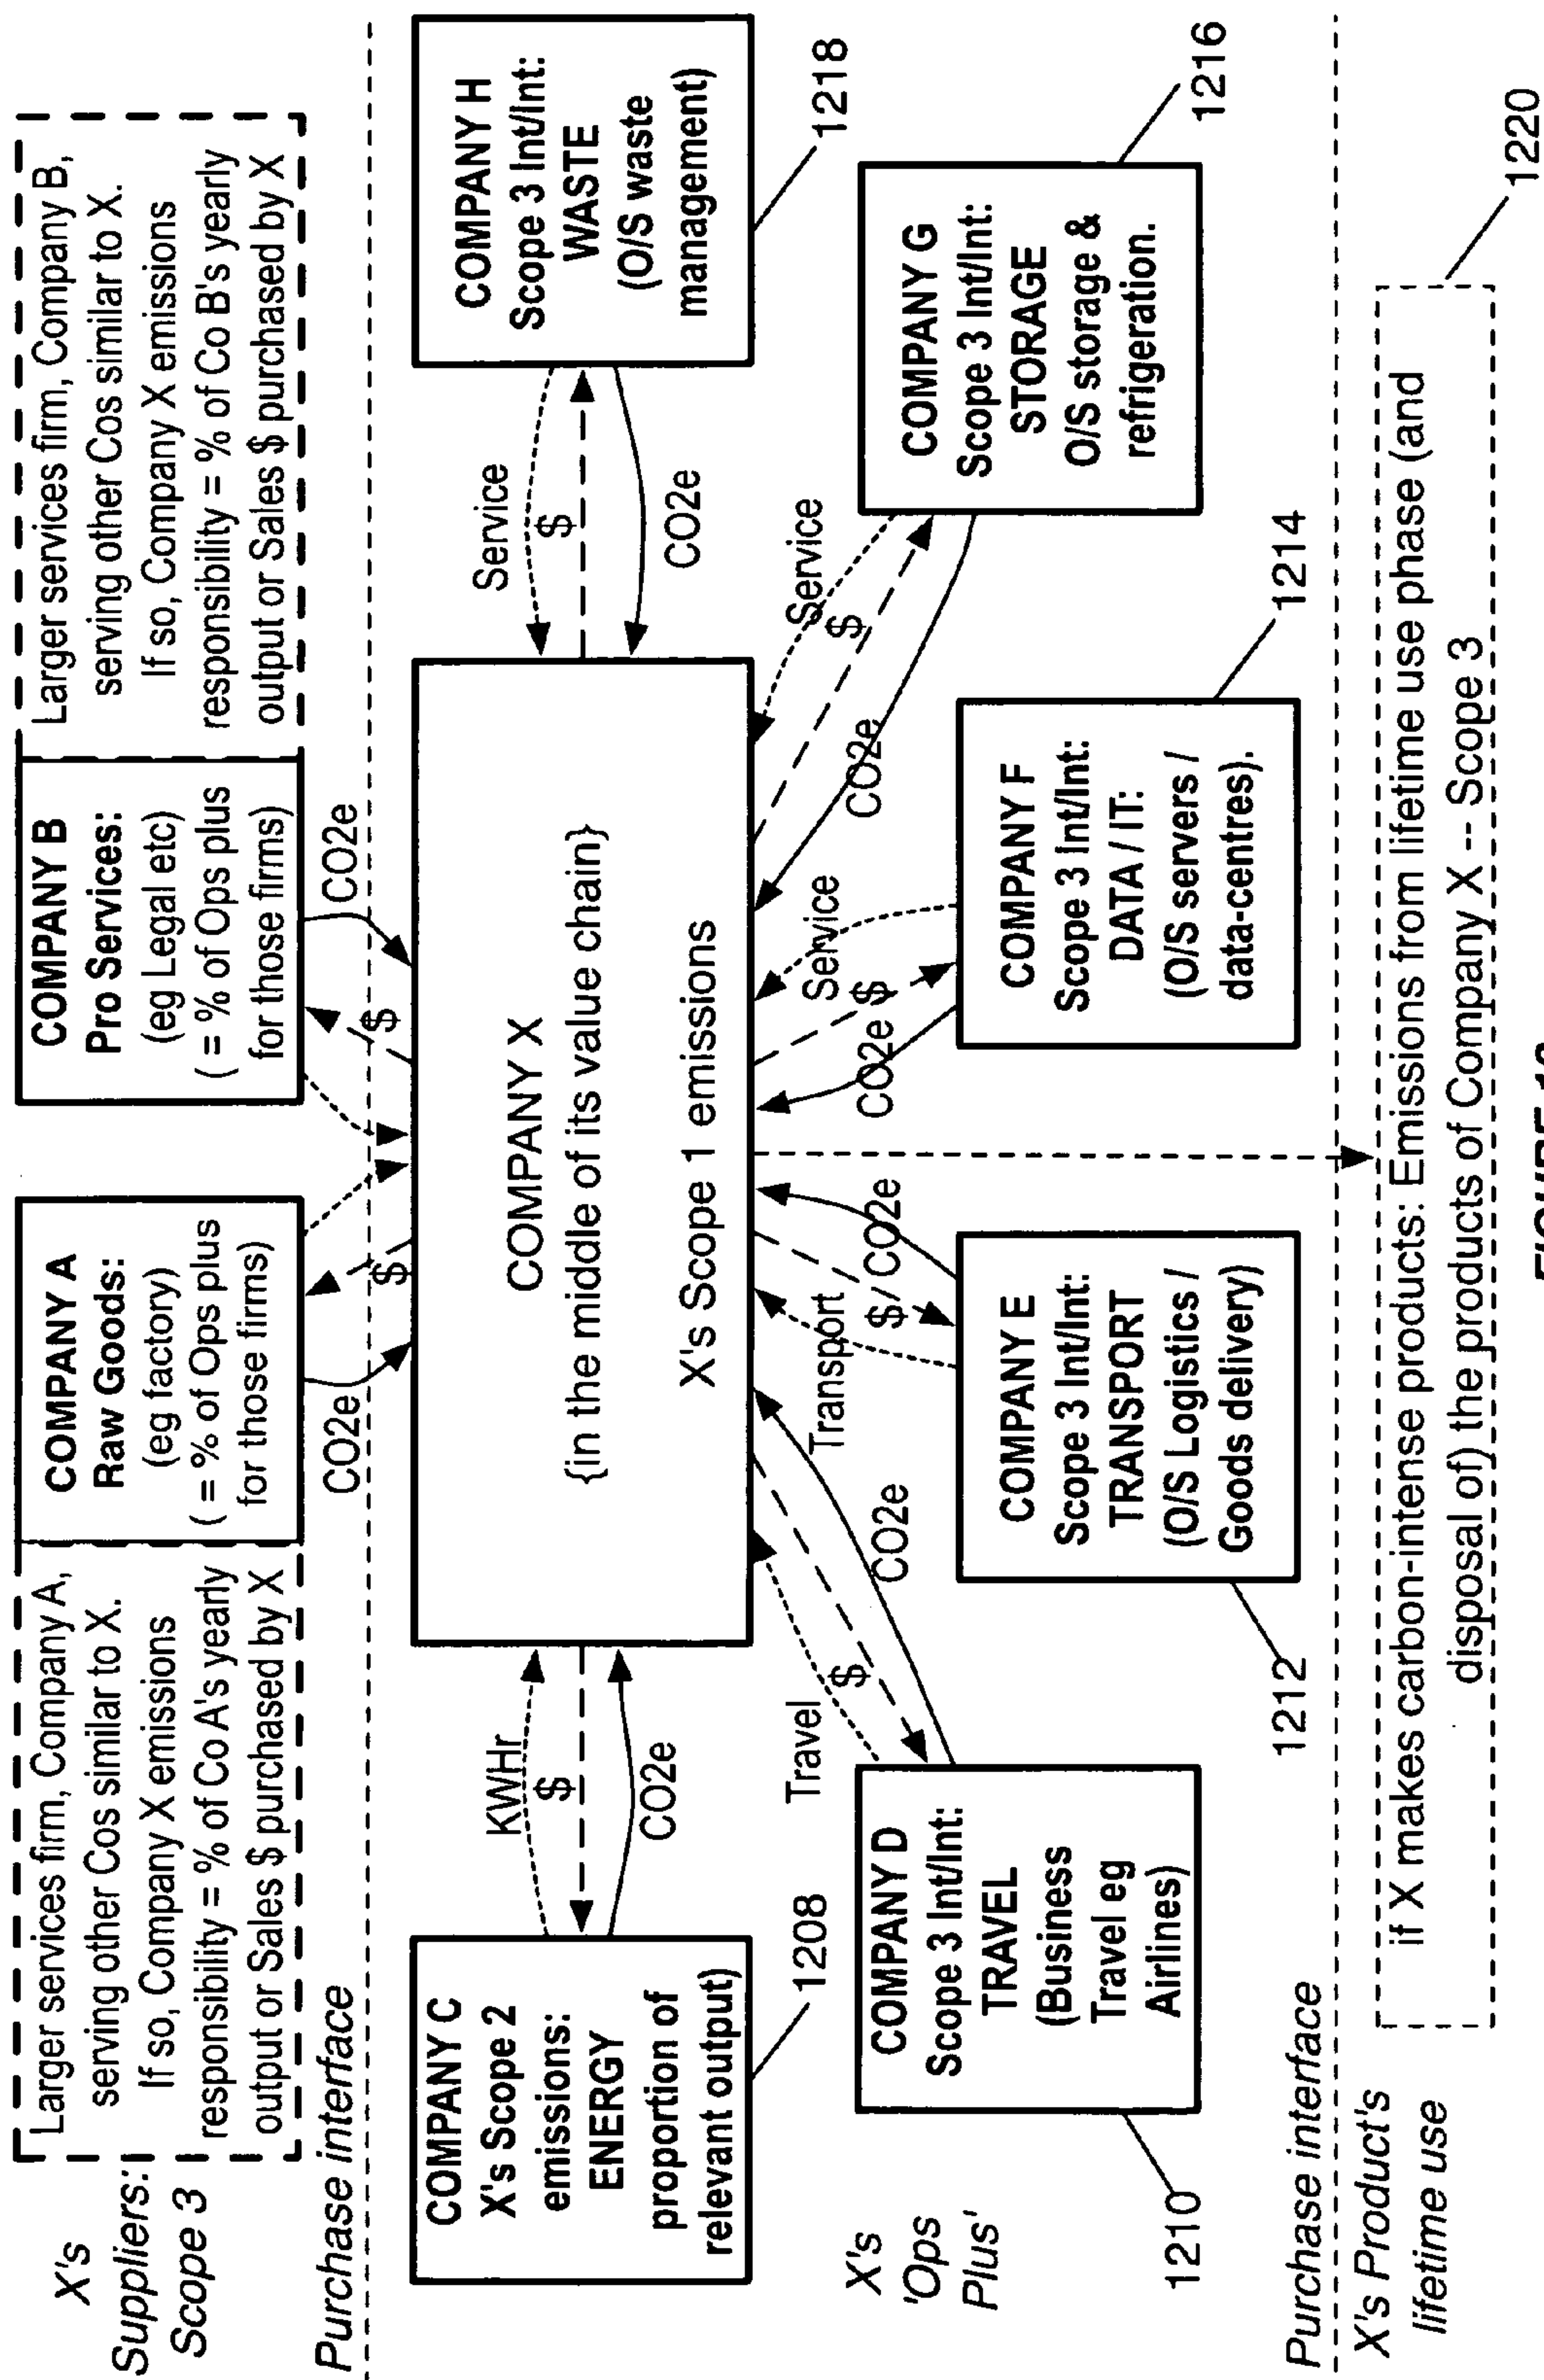 X's
Suppliers:
Scope 3
Larger services firm, Company A,
serving other Cos similar to X.
If so, Company X emissions
responsibility = % of Co A's yearly
output or Sales $ purchased by X
COMPANY A
Raw Goods:
(eg factory)
( = % of Ops plus
for those firms)
COMPANY B
Pro Services:
(eg Legal etc)
( = % of Ops plus
for those firms)
Larger services firm, Company B,
serving other Cos similar to X.
If so, Company X emissions
responsibility = % of Co B's yearly
output or Sales $ purchased by X
Purchase interface
CO2e
$
$
CO2e
COMPANY C
X's Scope 2
emissions:
ENERGY
proportion of
relevant output)
1208
KWHr
$
CO2e
COMPANY X
{in the middle of its value chain}
X's Scope 1 emissions
Service
$
CO2e
COMPANY H
Scope 3 Int/Int:
WASTE
(O/S waste
management)
1218
X's
'Ops
Plus'
Travel
$
CO2e
Transport
$
CO2e
CO2e
$
Service
CO2e
$
Service
COMPANY D
Scope 3 Int/Int:
TRAVEL
(Business
Travel eg
Airlines)
1210
COMPANY E
Scope 3 Int/Int:
TRANSPORT
(O/S Logistics /
Goods delivery)
1212
COMPANY F
Scope 3 Int/Int:
DATA / IT:
(O/S servers /
data-centres).
1214
COMPANY G
Scope 3 Int/Int:
STORAGE
O/S storage &
refrigeration.
1216
Purchase interface
X's Product's
lifetime use
if X makes carbon-intense products: Emissions from lifetime use phase (and
disposal of) the products of Company X -- Scope 3
1220
FIGURE